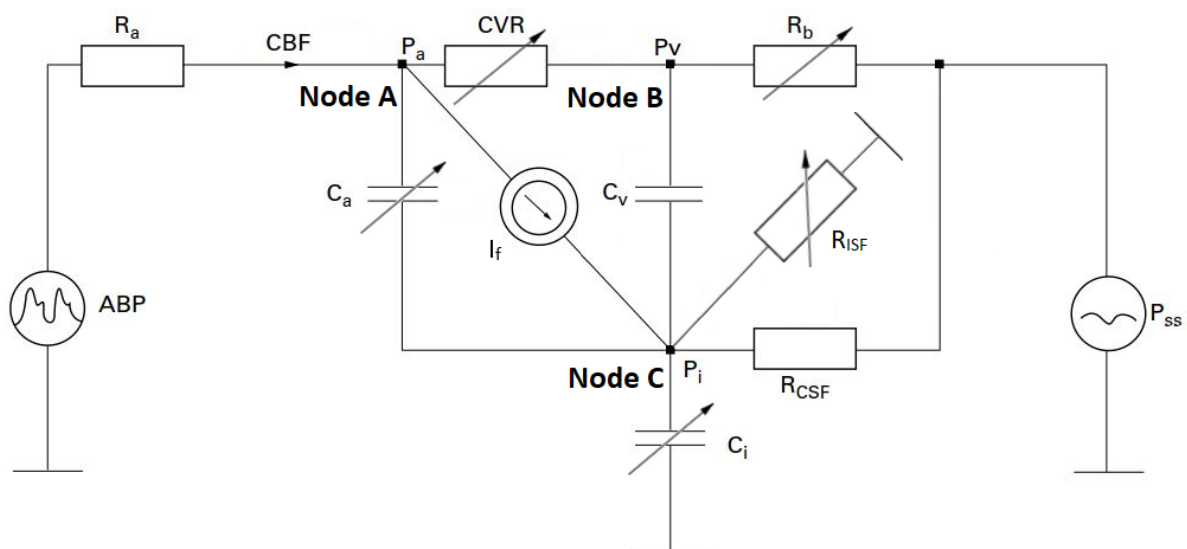 Ra
CBF
Pa
CVR
Pv
Rb
Node A
Node B
Ca
If
Cv
RISF
ABP
Pss
Node C
Pi
RCSF
Ci